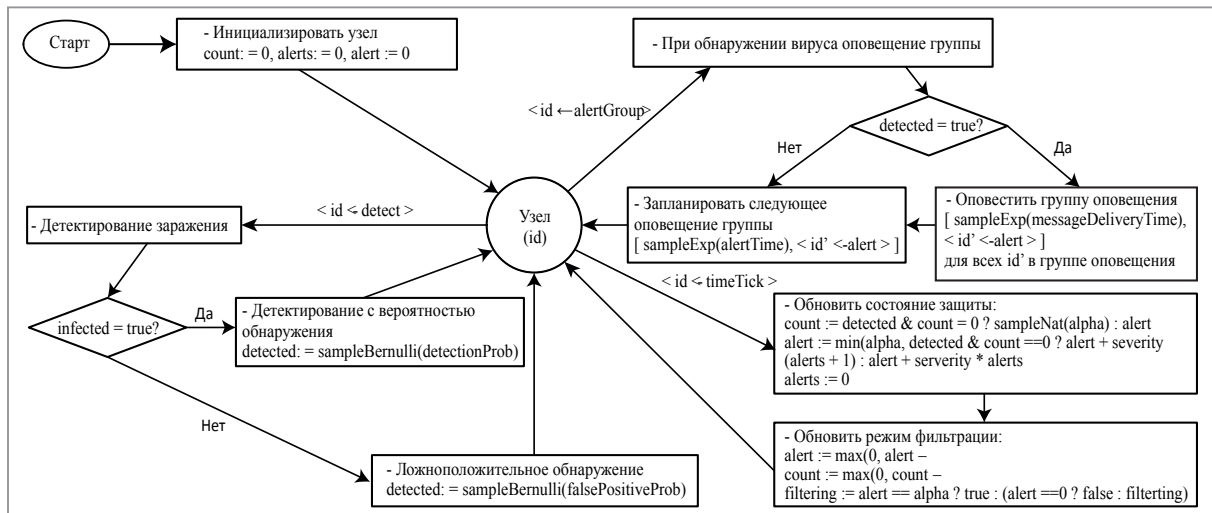 Старт
- Инициализировать узел
count: = 0, alerts: = 0, alert := 0
- При обнаружении вируса оповещение группы
< id ←alertGroup>
detected = true?
Нет
Да
- Оповестить группу оповещения
[ sampleExp(messageDeliveryTime),
< id’ <-alert > ]
для всех id’ в группе оповещения
- Запланировать следующее
оповещение группы
[ sampleExp(alertTime), < id’ <-alert > ]
Узел
(id)
< id <- detect >
- Детектирование заражения
infected = true?
Да
- Детектирование с вероятностью
обнаружения
detected: = sampleBernulli(detectionProb)
Нет
- Ложноположительное обнаружение
detected: = sampleBernulli(falsePositiveProb)
< id <- timeTick >
- Обновить состояние защиты:
count := detected & count = 0 ? sampleNat(alpha) : alert
alert := min(alpha, detected & count ==0 ? alert + severity
(alerts + 1) : alert + serverity * alerts
alerts := 0
- Обновить режим фильтрации:
alert := max(0, alert –
count := max(0, count –
filtering := alert == alpha ? true : (alert ==0 ? false : filterting)